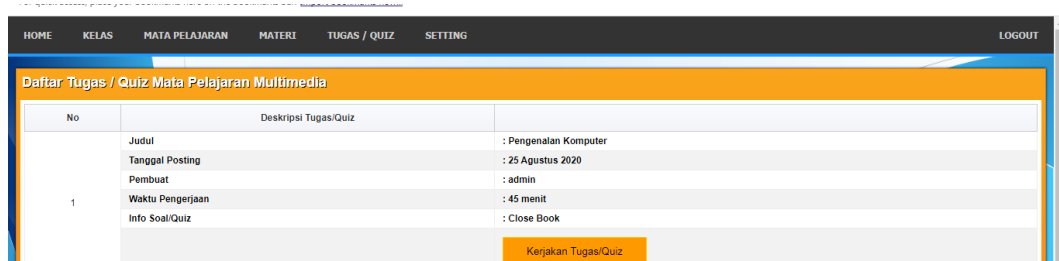 HOME KELAS MATA PELAJARAN MATERI TUGAS / QUIZ SETTING LOGOUT
Daftar Tugas / Quiz Mata Pelajaran Multimedia
No Deskripsi Tugas/Quiz
Judul : Pengenalan Komputer
Tanggal Posting : 25 Agustus 2020
Pembuat : admin
1 Waktu Pengerjaan : 45 menit
Info Soal/Quiz : Close Book
Kerjakan Tugas/Quiz